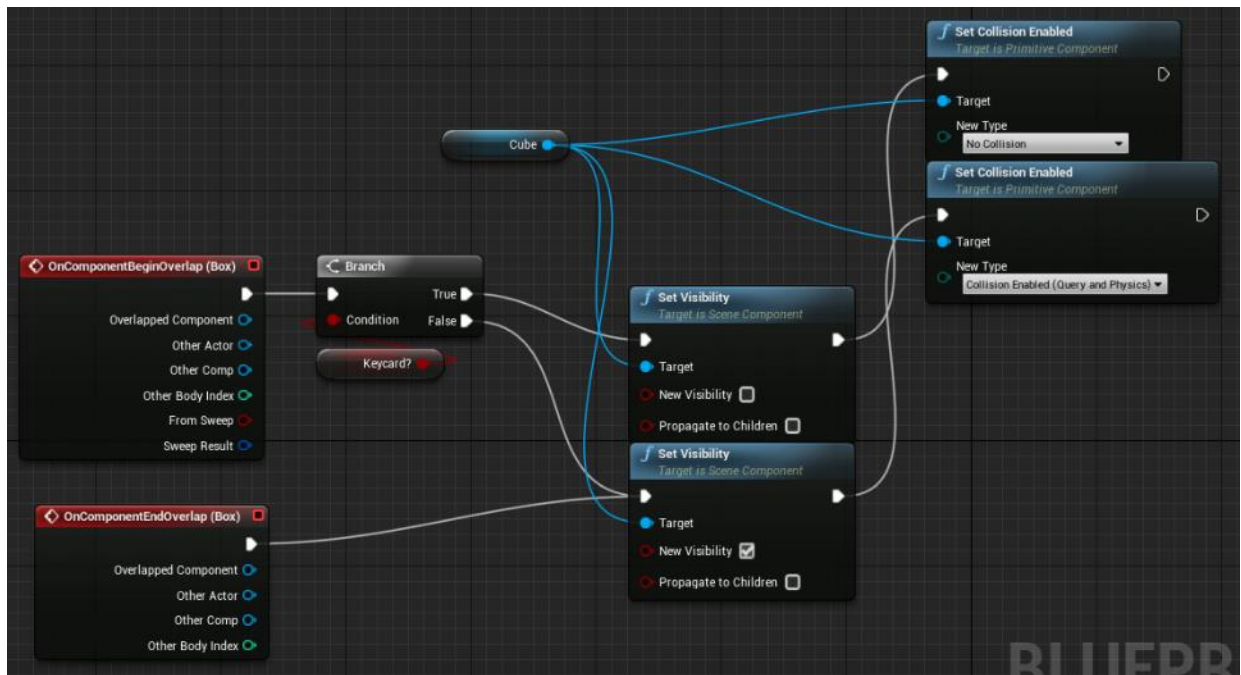 Set Collision Enabled
Target is Primitive Component
Target
New Type
No Collision
Set Collision Enabled
Target is Primitive Component
Target
New Type
Collision Enabled (Query and Physics)
Cube
OnComponentBeginOverlap (Box)
Overlapped Component
Other Actor
Other Comp
Other Body Index
From Sweep
Sweep Result
Branch
True
Condition
False
Keycard?
Set Visibility
Target is Scene Component
Target
New Visibility
Propagate to Children
Set Visibility
Target is Scene Component
Target
New Visibility
Propagate to Children
OnComponentEndOverlap (Box)
Overlapped Component
Other Actor
Other Comp
Other Body Index